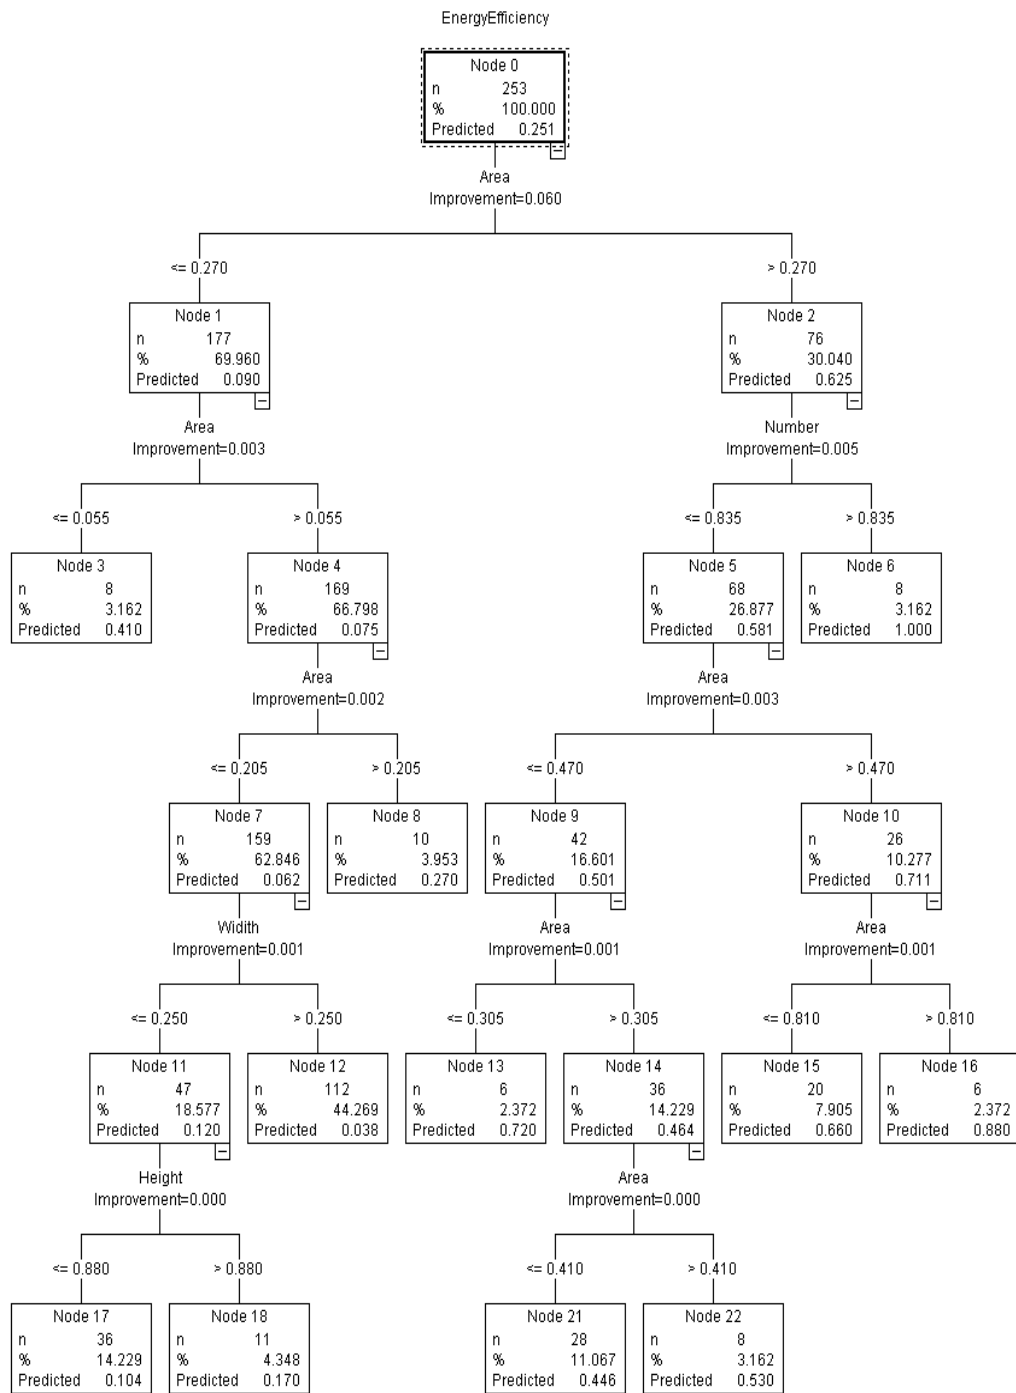 EnergyEfficiency
Node 0
n 253
% 100.000
Predicted 0.251
Area
Improvement=0.060
<= 0.270
> 0.270
Node 1
n 177
% 69.960
Predicted 0.090
Node 2
n 76
% 30.040
Predicted 0.625
Area
Improvement=0.003
Number
Improvement=0.005
<= 0.055
> 0.055
<= 0.835
> 0.835
Node 3
n 8
% 3.162
Predicted 0.410
Node 4
n 169
% 66.798
Predicted 0.075
Node 5
n 68
% 26.877
Predicted 0.581
Node 6
n 8
% 3.162
Predicted 1.000
Area
Improvement=0.002
Area
Improvement=0.003
<= 0.205
> 0.205
<= 0.470
> 0.470
Node 7
n 159
% 62.846
Predicted 0.062
Node 8
n 10
% 3.953
Predicted 0.270
Node 9
n 42
% 16.601
Predicted 0.501
Node 10
n 26
% 10.277
Predicted 0.711
Widith
Improvement=0.001
Area
Improvement=0.001
Area
Improvement=0.001
<= 0.250
> 0.250
<= 0.305
> 0.305
<= 0.810
> 0.810
Node 11
n 47
% 18.577
Predicted 0.120
Node 12
n 112
% 44.269
Predicted 0.038
Node 13
n 6
% 2.372
Predicted 0.720
Node 14
n 36
% 14.229
Predicted 0.464
Node 15
n 20
% 7.905
Predicted 0.660
Node 16
n 6
% 2.372
Predicted 0.880
Height
Improvement=0.000
Area
Improvement=0.000
<= 0.880
> 0.880
<= 0.410
> 0.410
Node 17
n 36
% 14.229
Predicted 0.104
Node 18
n 11
% 4.348
Predicted 0.170
Node 21
n 28
% 11.067
Predicted 0.446
Node 22
n 8
% 3.162
Predicted 0.530